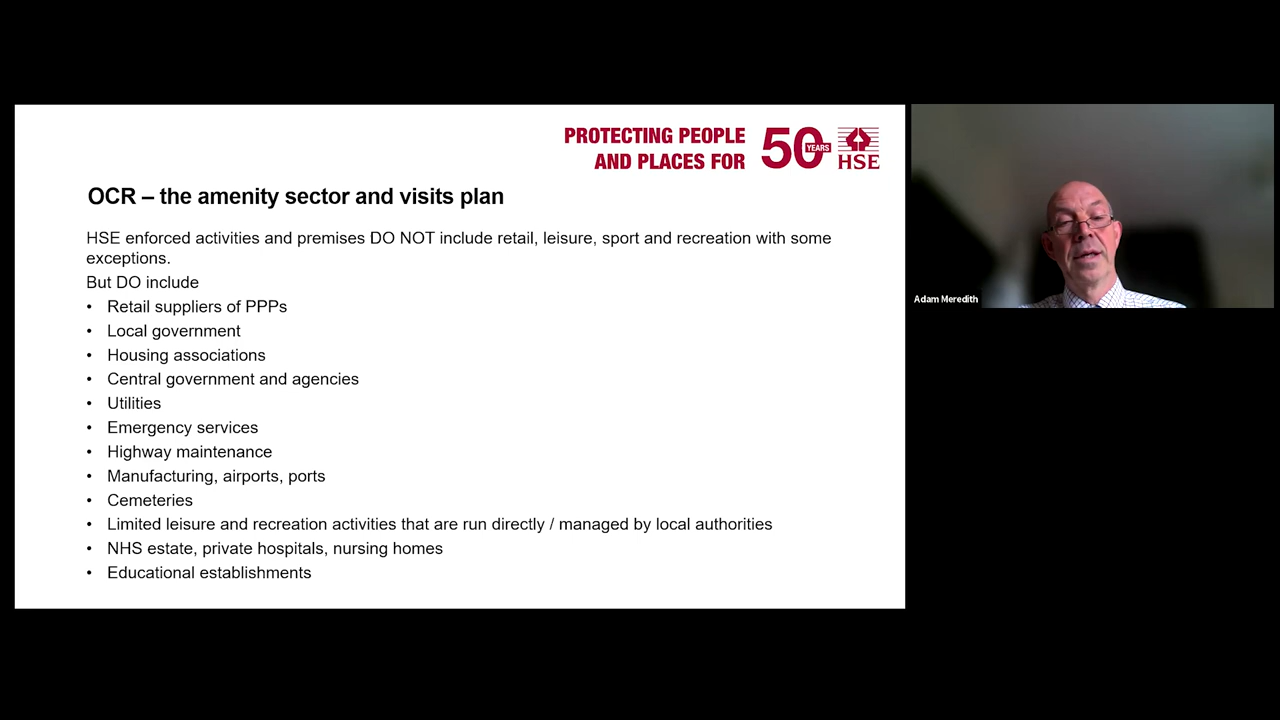 PROTECTING PEOPLE
AND PLACES FOR
50
YEARS
HSE
OCR – the amenity sector and visits plan
HSE enforced activities and premises DO NOT include retail, leisure, sport and recreation with some
exceptions.
But DO include
• Retail suppliers of PPPs
• Local government
• Housing associations
• Central government and agencies
• Utilities
• Emergency services
• Highway maintenance
• Manufacturing, airports, ports
• Cemeteries
• Limited leisure and recreation activities that are run directly / managed by local authorities
• NHS estate, private hospitals, nursing homes
• Educational establishments
Adam Meredith